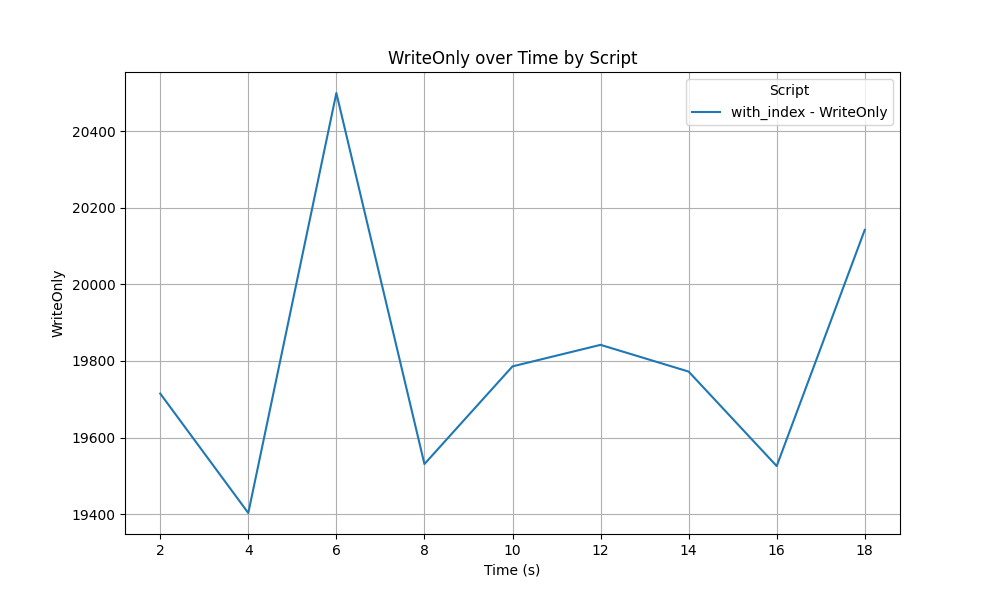 WriteOnly over Time by Script
Script
with_index - WriteOnly
20400
20200
20000
19800
19600
19400
WriteOnly
2 4 6 8 10 12 14 16 18
Time (s)